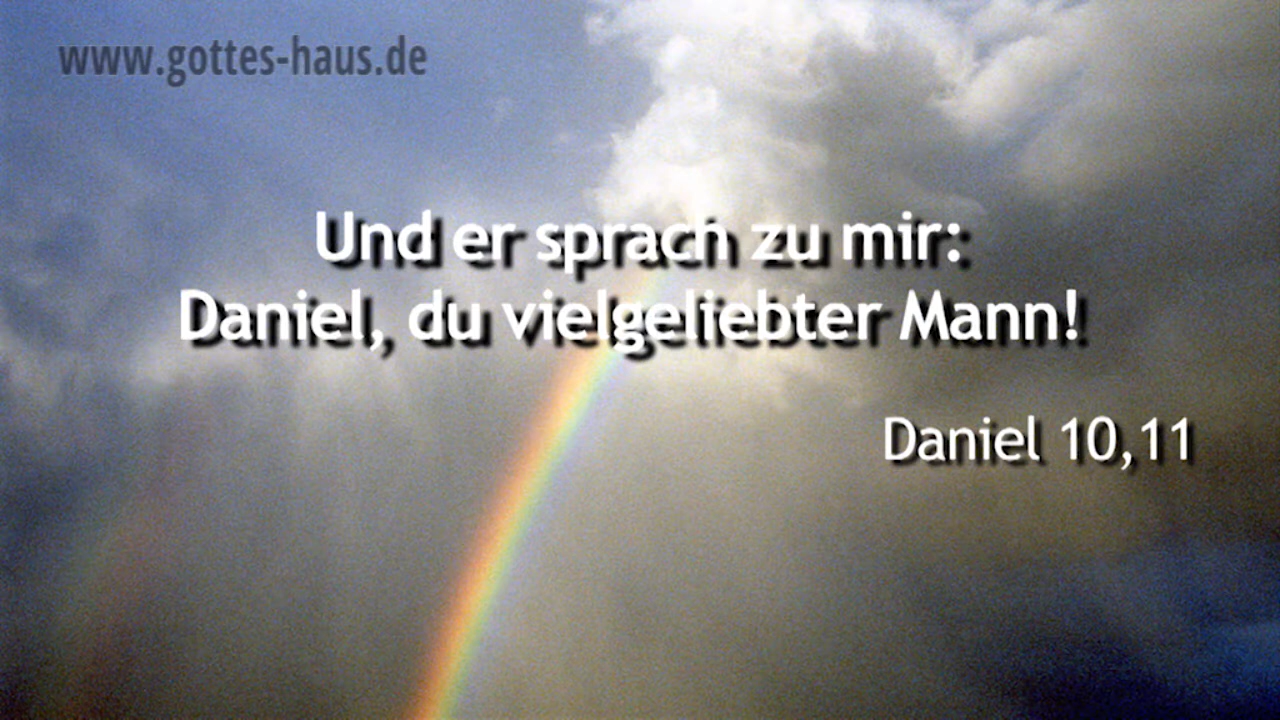 www.gottes-haus.de
Und er sprach zu mir:
Daniel, du vielgeliebter Mann!
Daniel 10,11